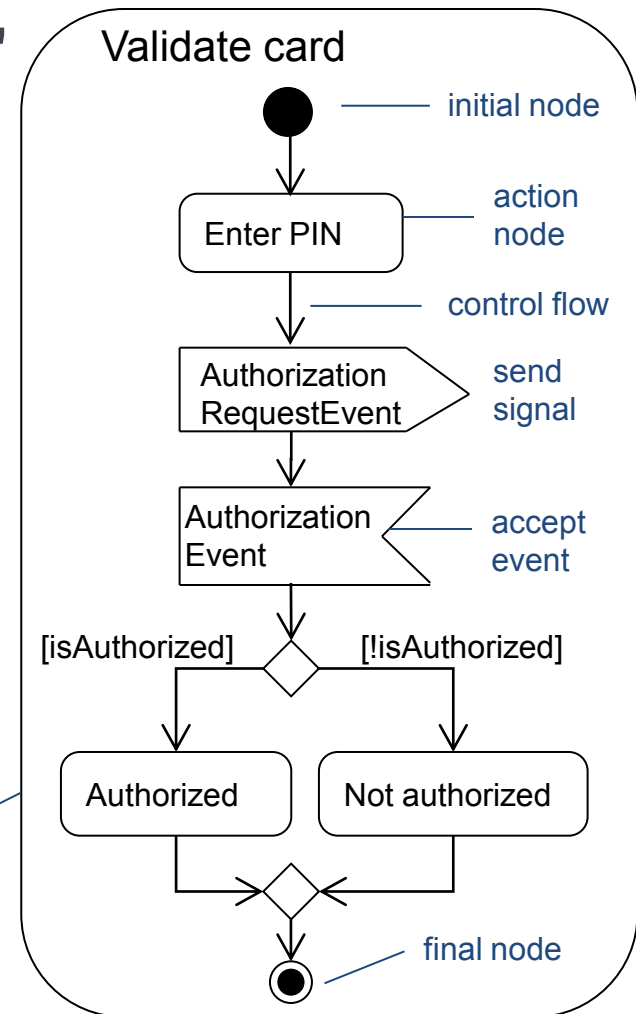 Validate card
initial node
Enter PIN
action
node
control flow
Authorization
RequestEvent
send
signal
Authorization
Event
accept
event
[isAuthorized]
[!isAuthorized]
Authorized
Not authorized
final node